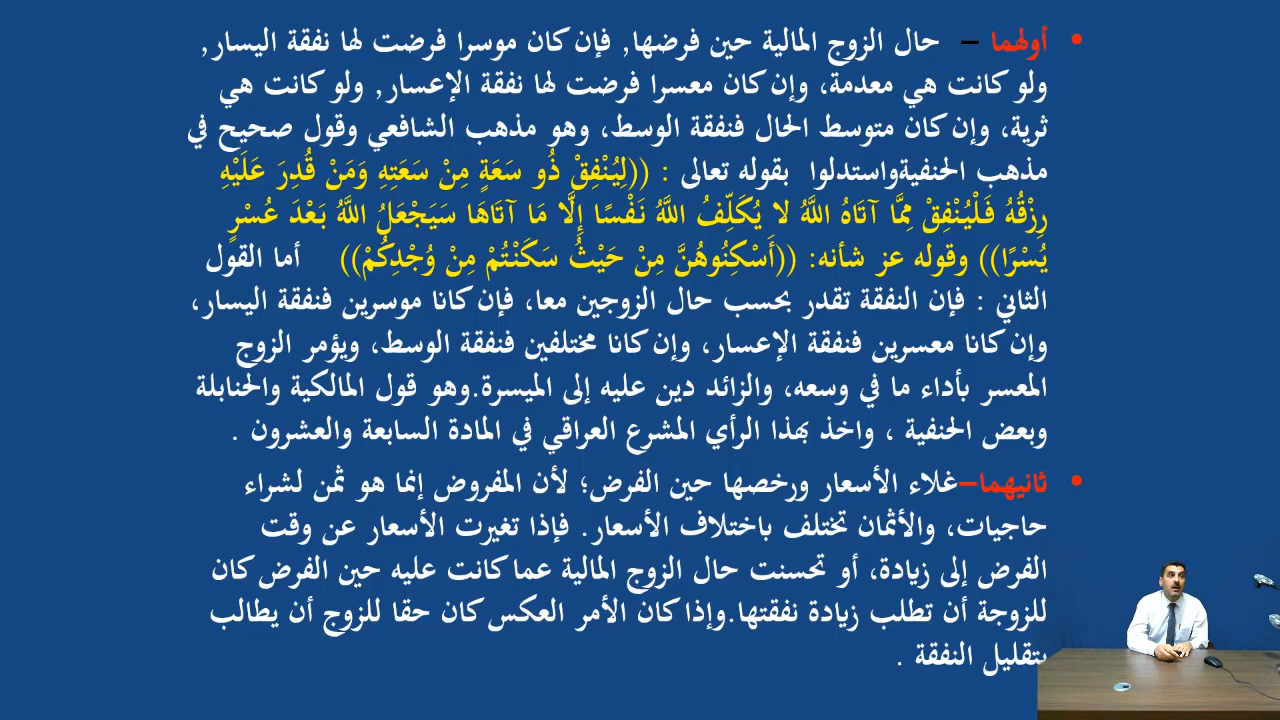 • أولهما – حال الزوج المالية حين فرضها, فإن كان موسرا فرضت لها نفقة اليسار,
ولو كانت هي معدمة، وإن كان معسرا فرضت لها نفقة الإعسار, ولو كانت هي
ثرية، وإن كان متوسط الحال فنفقة الوسط، وهو مذهب الشافعي وقول صحيح في
مذهب الحنفيةواستدلوا بقوله تعالى : ((لِيُنْفِقْ ذُو سَعَةٍ مِنْ سَعَتِهِ وَمَنْ قُدِرَ عَلَيْهِ
رِزْقُهُ فَلْيُنْفِقْ مِمَّا آتَاهُ اللَّهُ لا يُكَلِّفُ اللَّهُ نَفْسًا إِلَّا مَا آتَاهَا سَيَجْعَلُ اللَّهُ بَعْدَ عُسْرٍ
يُسْرًا)) وقوله عز شأنه: ((أَسْكِنُوهُنَّ مِنْ حَيْثُ سَكَنْتُمْ مِنْ وُجْدِكُمْ)) أما القول
الثاني : فإن النفقة تقدر بحسب حال الزوجين معا، فإن كانا موسرين فنفقة اليسار،
وإن كانا معسرين فنفقة الإعسار، وإن كانا مختلفين فنفقة الوسط، ويؤمر الزوج
المعسر بأداء ما في وسعه، والزائد دين عليه إلى الميسرة.وهو قول المالكية والحنابلة
وبعض الحنفية ، واخذ بهذا الرأي المشرع العراقي في المادة السابعة والعشرون .
• ثانيهما–غلاء الأسعار ورخصها حين الفرض؛ لأن المفروض إنما هو ثمن لشراء
حاجيات، والأثمان تختلف باختلاف الأسعار. فإذا تغيرت الأسعار عن وقت
الفرض إلى زيادة، أو تحسنت حال الزوج المالية عما كانت عليه حين الفرض كان
للزوجة أن تطلب زيادة نفقتها.وإذا كان الأمر العكس كان حقا للزوج أن يطالب
بتقليل النفقة .